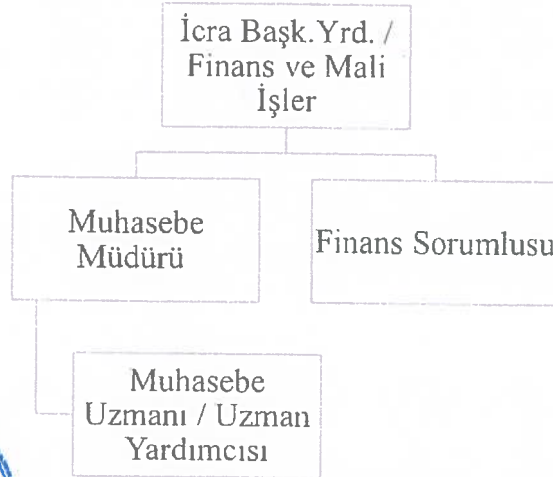 İcra Başk.Yrd. /
Finans ve Mali
İşler
Muhasebe
Müdürü
Finans Sorumlusu
Muhasebe
Uzmanı / Uzman
Yardımcısı